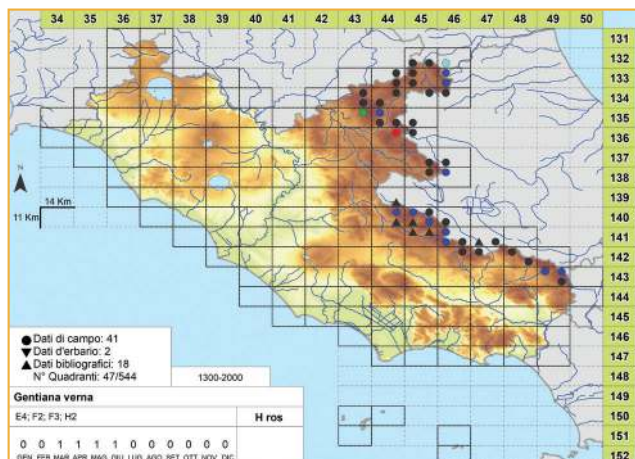 34 35 36 37 38 39 40 41 42 43 44 45 46 47 48 49 50
131
132
133
134
135
136
137
138
139
140
141
142
143
144
145
146
147
148
149
150
151
152
N
14 Km
11 Km
Dati di campo: 41
Dati d'erbario: 2
Dati bibliografici: 18
N° Quadranti: 47/544
1300-2000
Gentiana verna
E4; F2; F3; H2
H ros
0 0 1 1 1 1 0 0 0 0 0 0
GEN FEB MAR APR MAG GIU LUG AGO SET OTT NOV DIC